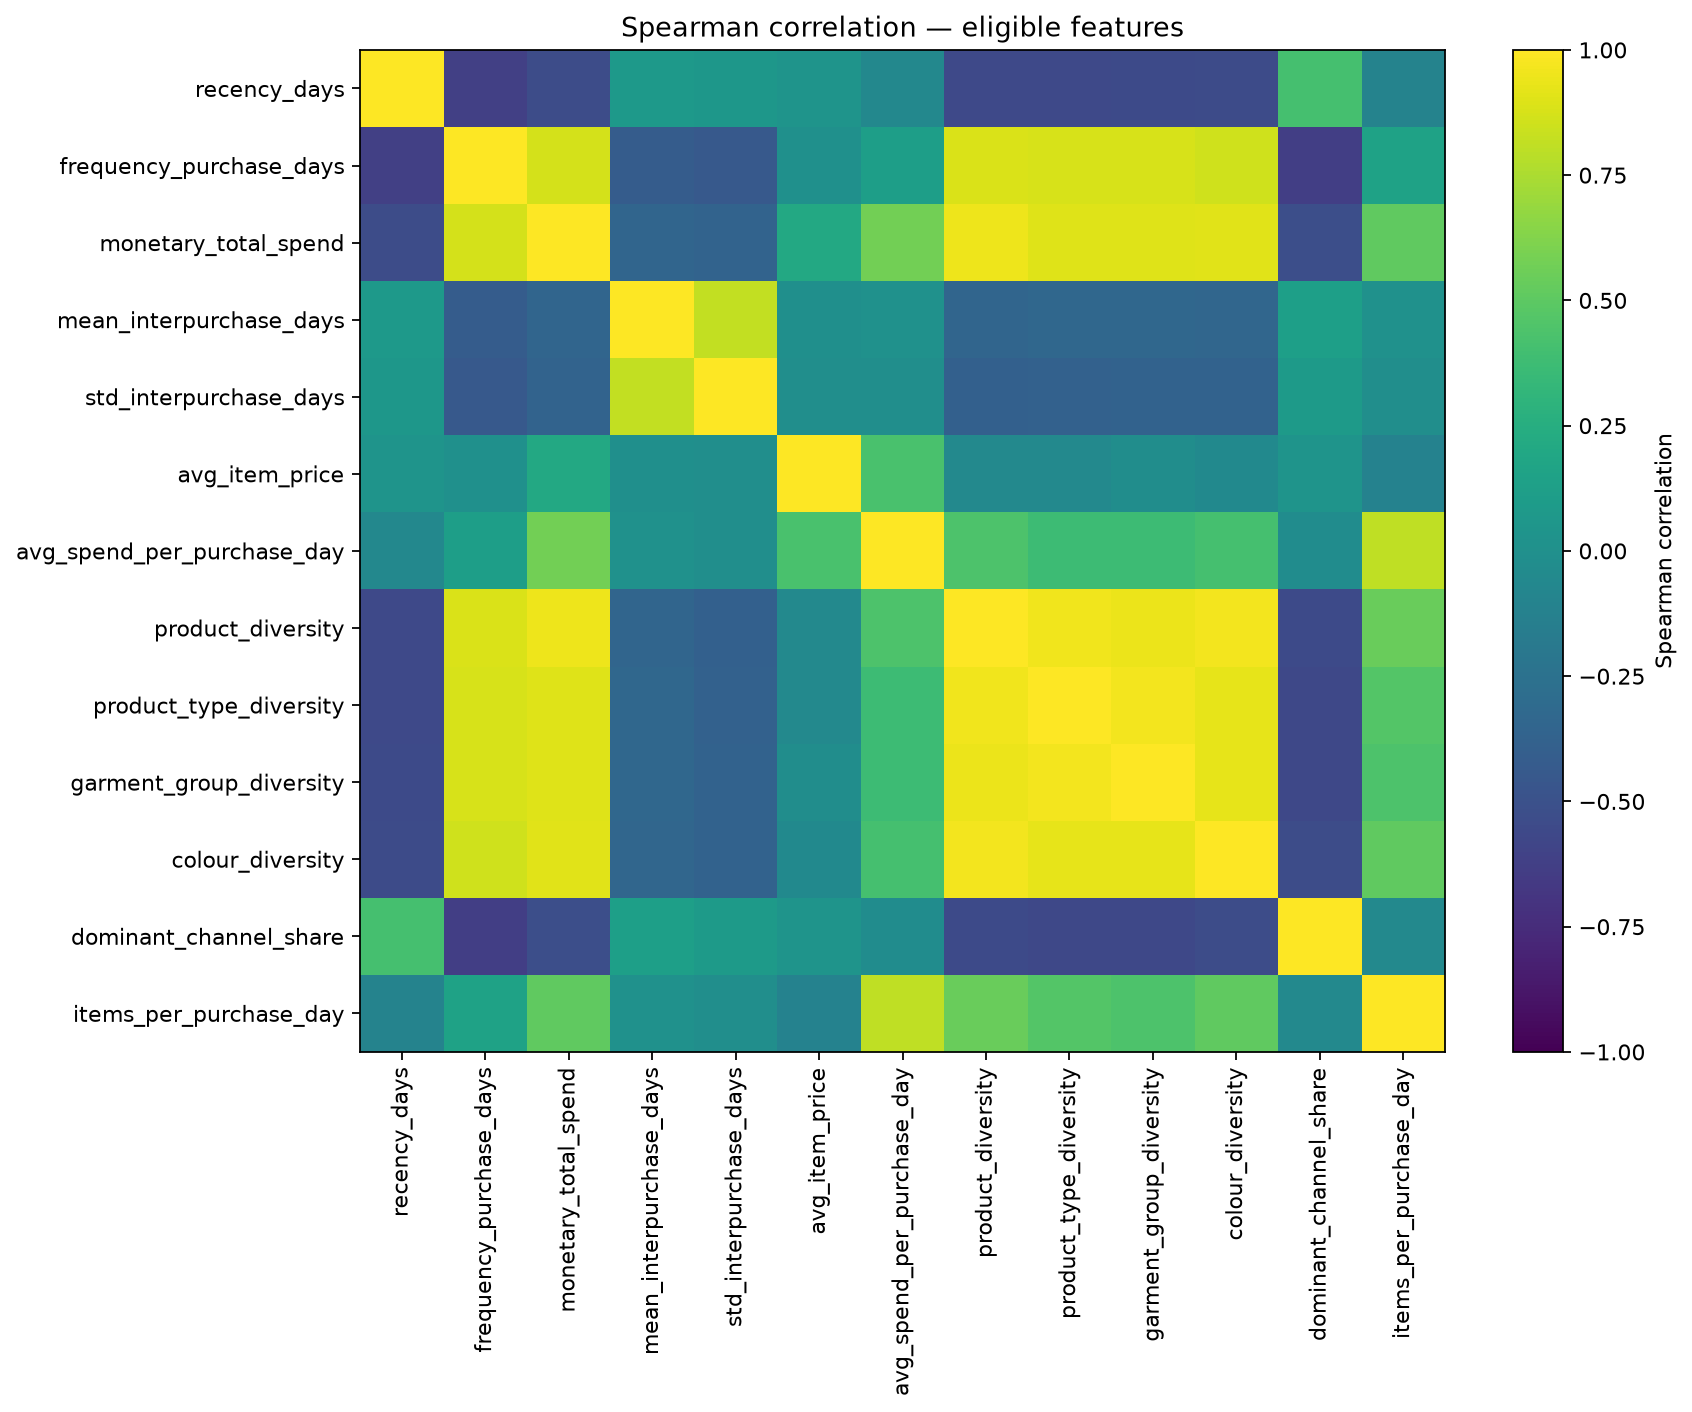 Spearman correlation — eligible features
recency_days
frequency_purchase_days
monetary_total_spend
mean_interpurchase_days
std_interpurchase_days
avg_item_price
avg_spend_per_purchase_day
product_diversity
product_type_diversity
garment_group_diversity
colour_diversity
dominant_channel_share
items_per_purchase_day
recency_days
frequency_purchase_days
monetary_total_spend
mean_interpurchase_days
std_interpurchase_days
avg_item_price
avg_spend_per_purchase_day
product_diversity
product_type_diversity
garment_group_diversity
colour_diversity
dominant_channel_share
items_per_purchase_day
1.00
0.75
0.50
0.25
0.00
−0.25
−0.50
−0.75
−1.00
Spearman correlation